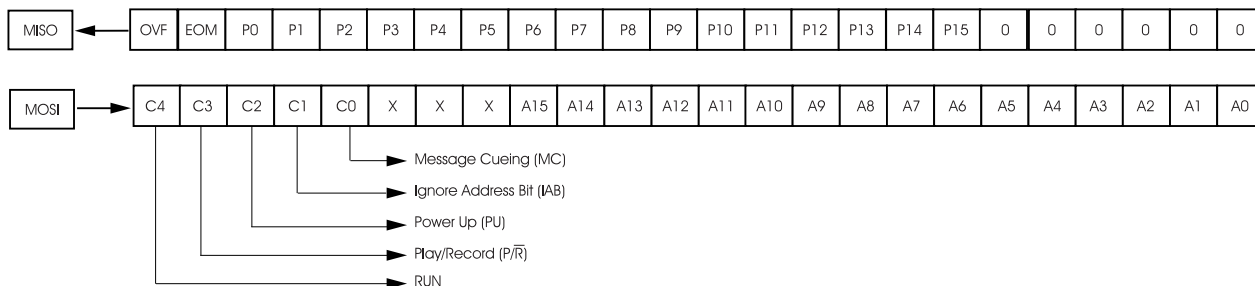 MISO OVF EOM P0 P1 P2 P3 P4 P5 P6 P7 P8 P9 P10 P11 P12 P13 P14 P15 0 0 0 0 0 0
MOSI C4 C3 C2 C1 C0 X X X A15 A14 A13 A12 A11 A10 A9 A8 A7 A6 A5 A4 A3 A2 A1 A0
Message Cueing (MC)
Ignore Address Bit (IAB)
Power Up (PU)
Play/Record (P/R̅)
RUN